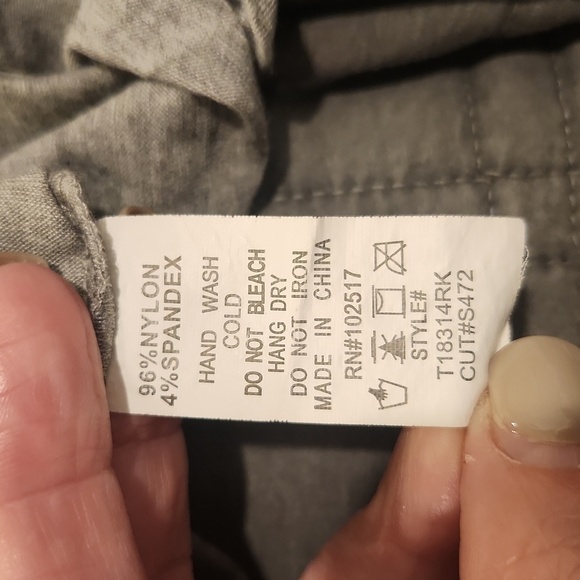 96%NYLON
4%SPANDEX
HAND WASH
COLD
DO NOT BLEACH
HANG DRY
DO NOT IRON
MADE IN CHINA
RN#102517
STYLE#
T18314RK
CUT#S472